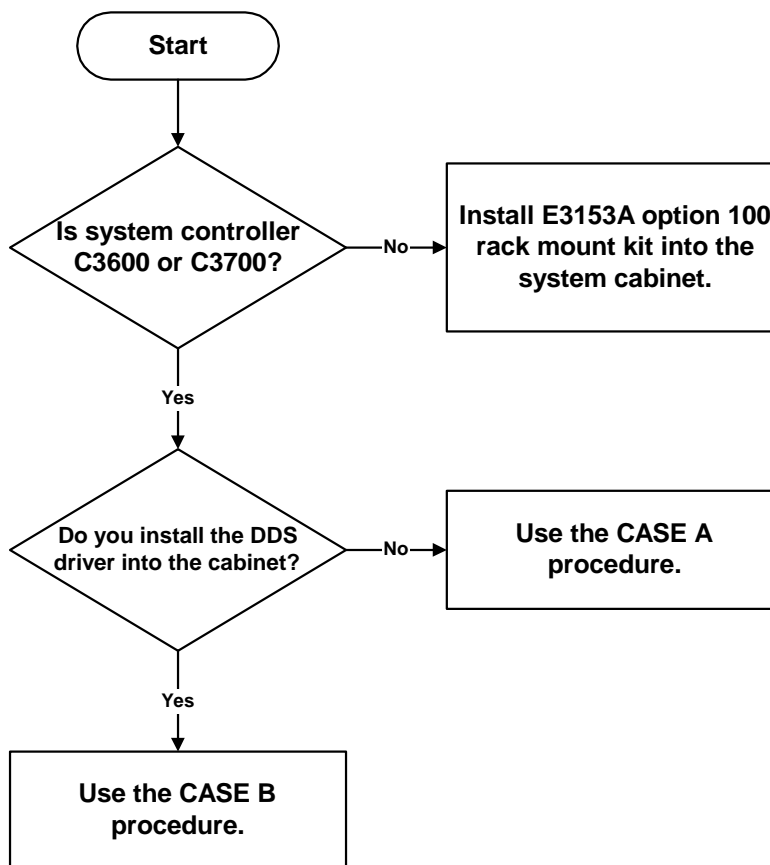 Start
Is system controller
C3600 or C3700?
No
Install E3153A option 100
rack mount kit into the
system cabinet.
Yes
Do you install the DDS
driver into the cabinet?
No
Use the CASE A
procedure.
Yes
Use the CASE B
procedure.